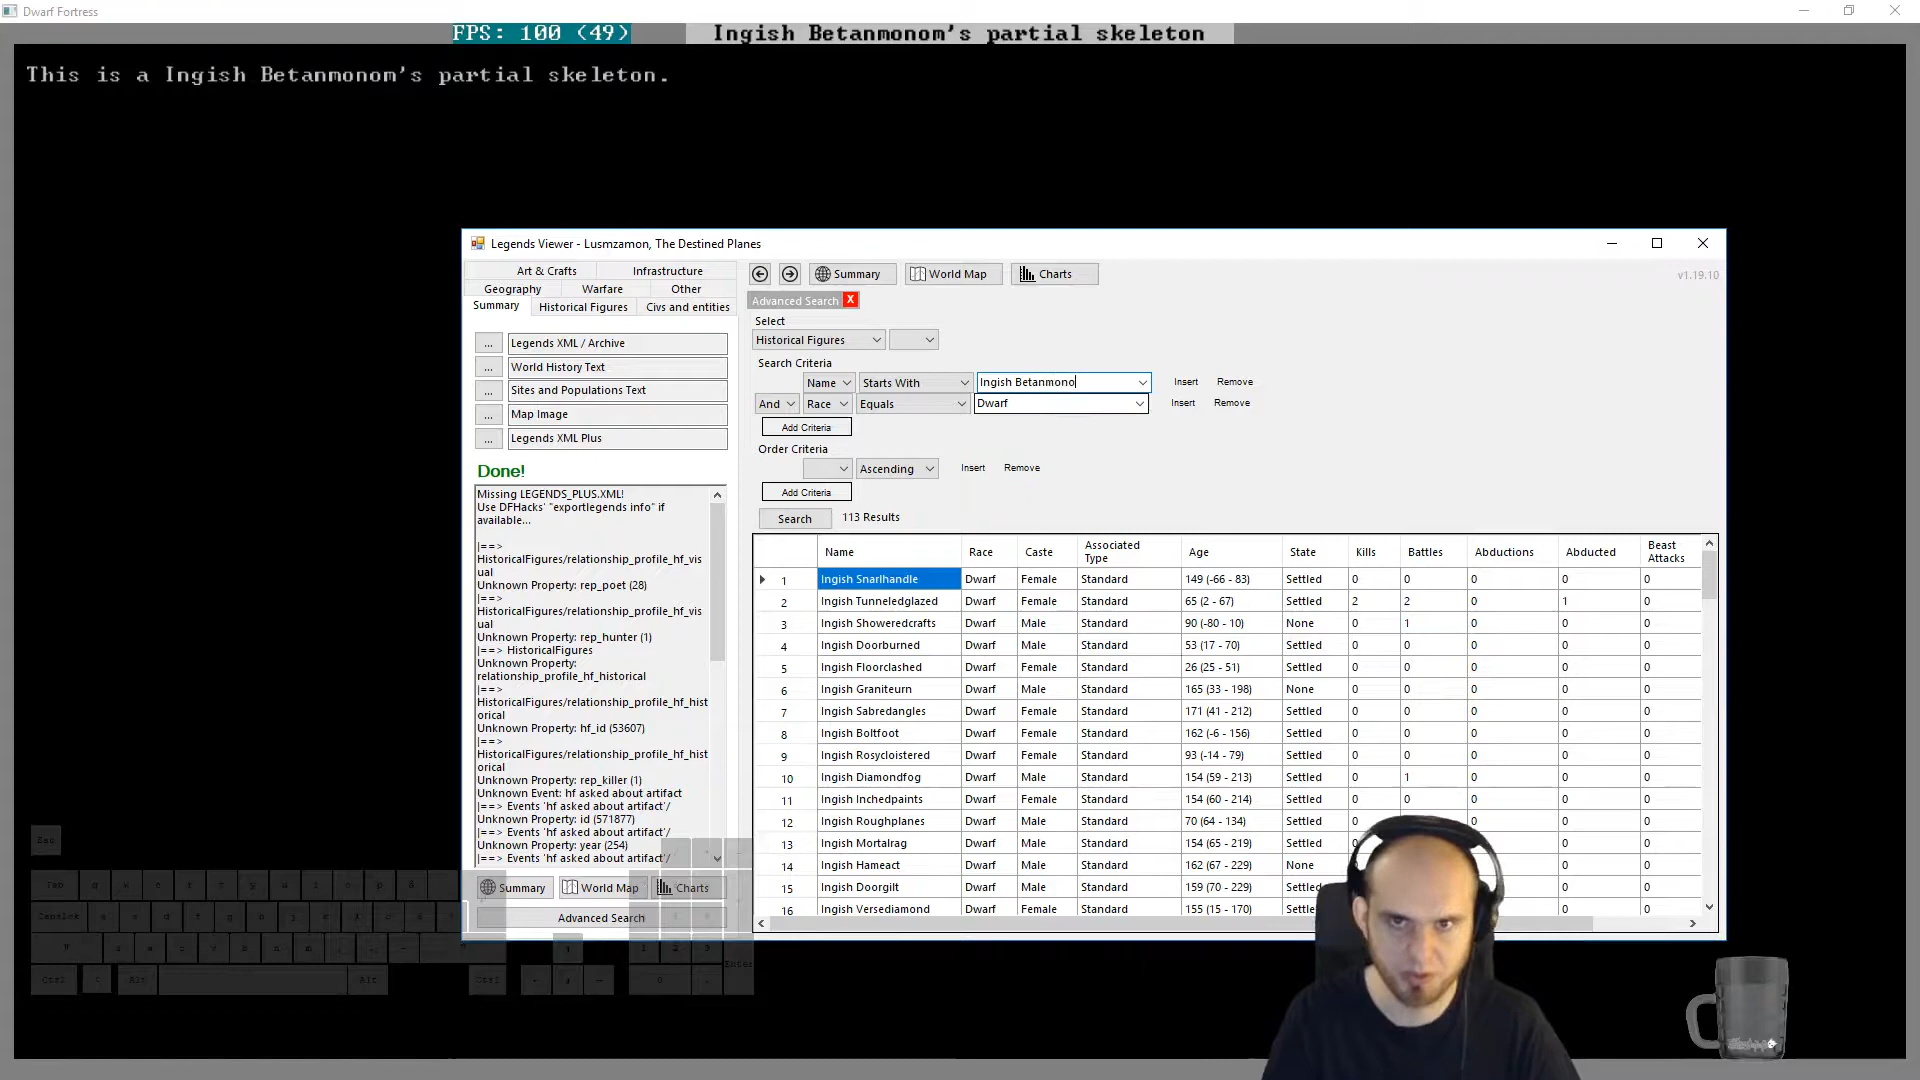 Dwarf Fortress
FPS: 100 (49)
Ingish Betanmonom's partial skeleton
This is a Ingish Betanmonom's partial skeleton.
Legends Viewer - Lusmzamon, The Destined Planes
Art & Crafts Infrastructure
Geography Warfare Other
Summary Historical Figures Civs and entities
... Legends XML / Archive
... World History Text
... Sites and Populations Text
... Map Image
... Legends XML Plus
Done!
Missing LEGENDS_PLUS.XML!
Use DFHacks' "exportlegends info" if
available...
|==>
HistoricalFigures/relationship_profile_hf_vis
ual
Unknown Property: rep_poet (28)
|==>
HistoricalFigures/relationship_profile_hf_vis
ual
Unknown Property: rep_hunter (1)
|==> HistoricalFigures
Unknown Property:
relationship_profile_hf_historical
|==>
HistoricalFigures/relationship_profile_hf_hist
orical
Unknown Property: hf_id (53607)
|==>
HistoricalFigures/relationship_profile_hf_hist
orical
Unknown Property: rep_killer (1)
Unknown Event: hf asked about artifact
|==> Events 'hf asked about artifact'/
Unknown Property: id (571877)
|==> Events 'hf asked about artifact'/
Unknown Property: year (254)
|==> Events 'hf asked about artifact'/
Summary World Map Charts
Advanced Search
Summary World Map Charts
v1.19.10
Advanced Search X
Select
Historical Figures
Search Criteria
Name Starts With Ingish Betanmono Insert Remove
And Race Equals Dwarf Insert Remove
Add Criteria
Order Criteria
Ascending Insert Remove
Add Criteria
Search 113 Results
Name Race Caste Associated Type Age State Kills Battles Abductions Abducted Beast Attacks
1 Ingish Snarlhandle Dwarf Female Standard 149 (-66 - 83) Settled 0 0 0 0 0
2 Ingish Tunneledglazed Dwarf Female Standard 65 (2 - 67) Settled 2 2 0 1 0
3 Ingish Showeredcrafts Dwarf Male Standard 90 (-80 - 10) None 0 1 0 0 0
4 Ingish Doorburned Dwarf Male Standard 53 (17 - 70) Settled 0 0 0 0 0
5 Ingish Floorclashed Dwarf Female Standard 26 (25 - 51) Settled 0 0 0 0 0
6 Ingish Graniteurn Dwarf Male Standard 165 (33 - 198) None 0 0 0 0 0
7 Ingish Sabredangles Dwarf Female Standard 171 (41 - 212) Settled 0 0 0 0 0
8 Ingish Boltfoot Dwarf Male Standard 162 (-6 - 156) Settled 0 0 0 0 0
9 Ingish Rosycloistered Dwarf Female Standard 93 (-14 - 79) Settled 0 0 0 0 0
10 Ingish Diamondfog Dwarf Male Standard 154 (59 - 213) Settled 0 1 0 0 0
11 Ingish Inchedpaints Dwarf Female Standard 154 (60 - 214) Settled 0 0 0 0 0
12 Ingish Roughplanes Dwarf Male Standard 70 (64 - 134) Settled 0 0 0 0 0
13 Ingish Mortalrag Dwarf Male Standard 154 (65 - 219) Settled 0 0 0
14 Ingish Hameact Dwarf Male Standard 162 (67 - 229) None 0 0
15 Ingish Doorgilt Dwarf Male Standard 159 (70 - 229) 0 0
16 Ingish Versediamond Dwarf Male Standard 155 (15 - 170) 0 0
Esc
Tab
CapsLock
Ctrl Alt Alt Ctrl
Enter